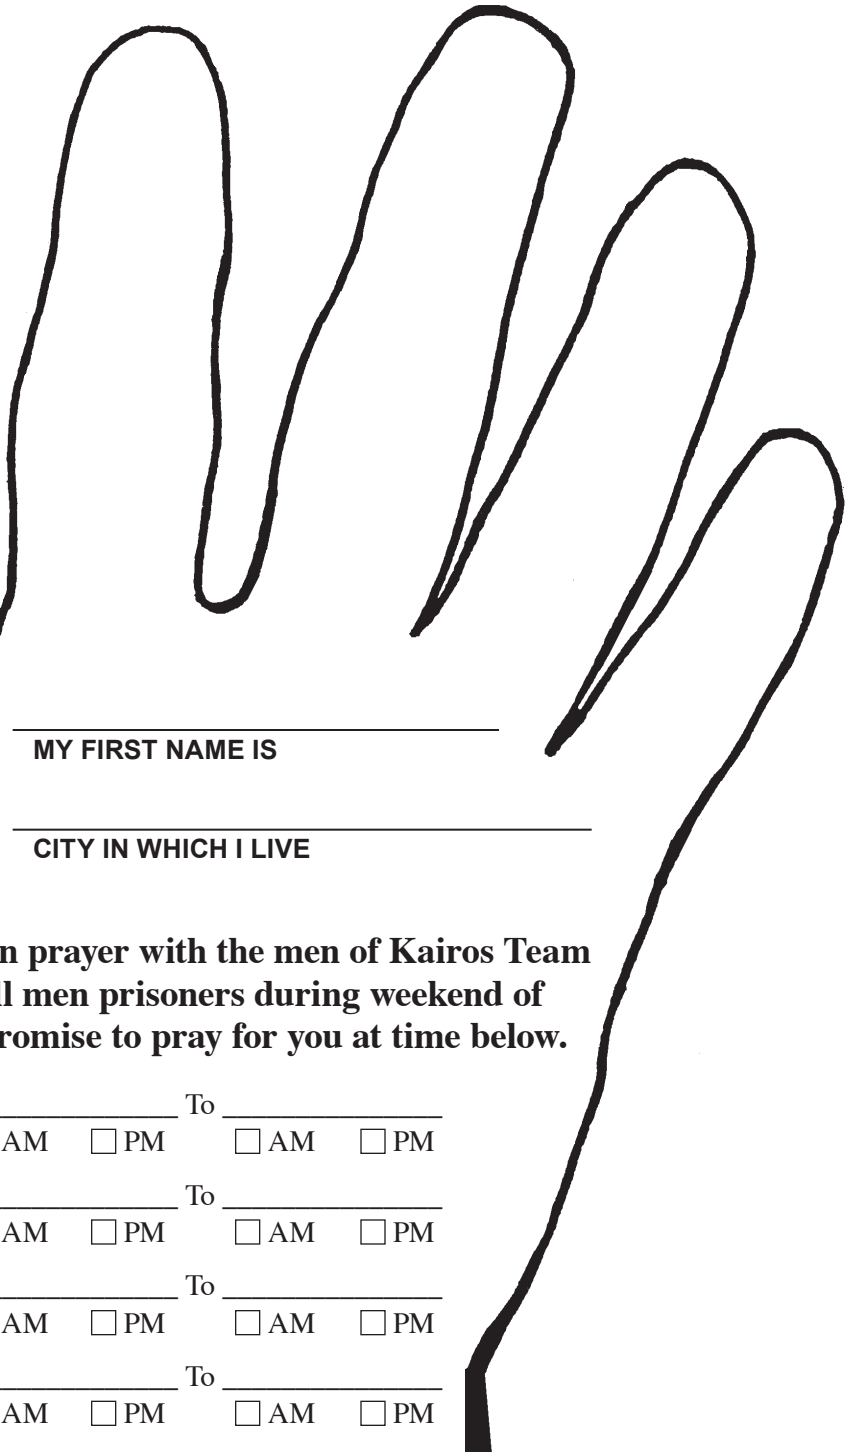 MY FIRST NAME IS
CITY IN WHICH I LIVE
n prayer with the men of Kairos Team
ll men prisoners during weekend of
romise to pray for you at time below.
To
AM PM AM PM
To
AM PM AM PM
To
AM PM AM PM
To
AM PM AM PM